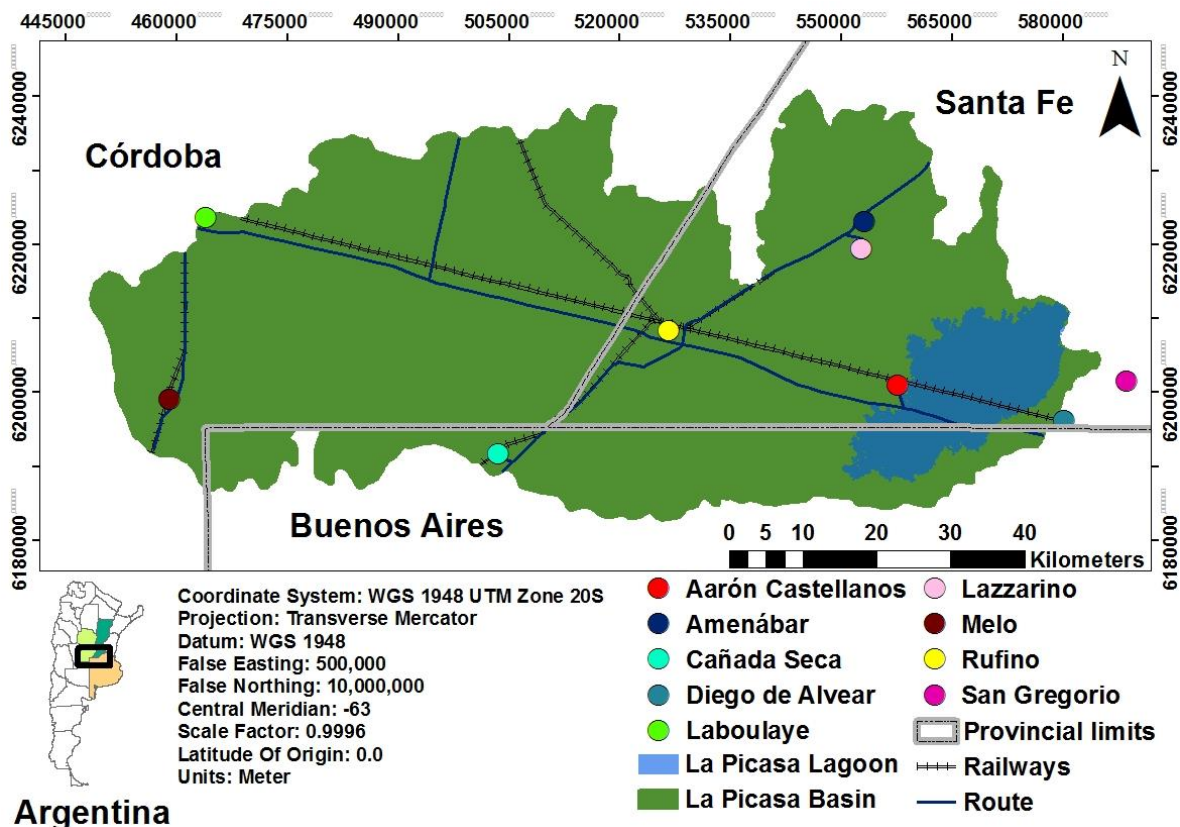 445000 460000 475000 490000 505000 520000 535000 550000 565000 580000
6240000
6220000
6200000
6180000
6240000
6220000
6200000
6180000
N
Santa Fe
Córdoba
Buenos Aires
0 5 10 20 30 40
Kilometers
Coordinate System: WGS 1948 UTM Zone 20S
Projection: Transverse Mercator
Datum: WGS 1948
False Easting: 500,000
False Northing: 10,000,000
Central Meridian: -63
Scale Factor: 0.9996
Latitude Of Origin: 0.0
Units: Meter
Argentina
Aarón Castellanos
Amenábar
Cañada Seca
Diego de Alvear
Laboulaye
La Picasa Lagoon
La Picasa Basin
Lazzarino
Melo
Rufino
San Gregorio
Provincial limits
Railways
Route